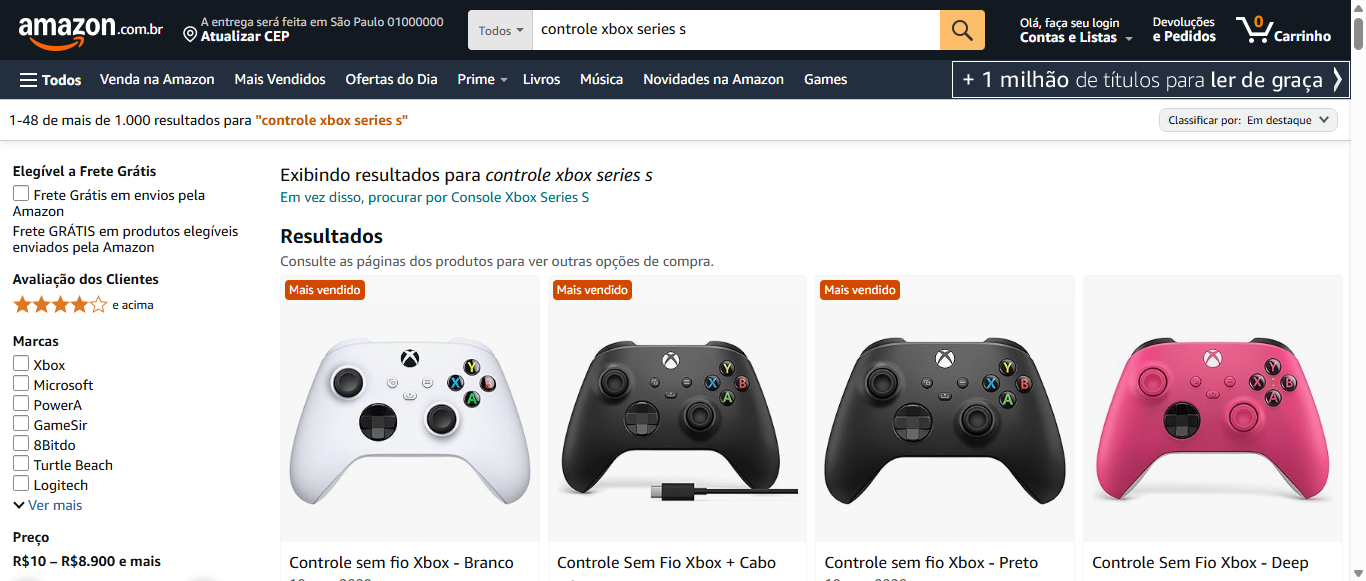 amazon.com.br
A entrega será feita em São Paulo 01000000
Atualizar CEP
Todos
controle xbox series s
Olá, faça seu login
Contas e Listas
Devoluções
e Pedidos
0
Carrinho
Todos
Venda na Amazon
Mais Vendidos
Ofertas do Dia
Prime
Livros
Música
Novidades na Amazon
Games
+ 1 milhão de títulos para ler de graça
1-48 de mais de 1.000 resultados para "controle xbox series s"
Classificar por: Em destaque
Elegível a Frete Grátis
Frete Grátis em envios pela
Amazon
Frete GRÁTIS em produtos elegíveis
enviados pela Amazon
Avaliação dos Clientes
e acima
Marcas
Xbox
Microsoft
PowerA
GameSir
8Bitdo
Turtle Beach
Logitech
Ver mais
Preço
R$10 – R$8.900 e mais
Exibindo resultados para controle xbox series s
Em vez disso, procurar por Console Xbox Series S
Resultados
Consulte as páginas dos produtos para ver outras opções de compra.
Mais vendido
Y
X
B
A
Controle sem fio Xbox - Branco
Mais vendido
Y
X
B
A
Controle Sem Fio Xbox + Cabo
Mais vendido
Y
X
B
A
Controle sem fio Xbox - Preto
Y
X
B
A
Controle Sem Fio Xbox - Deep